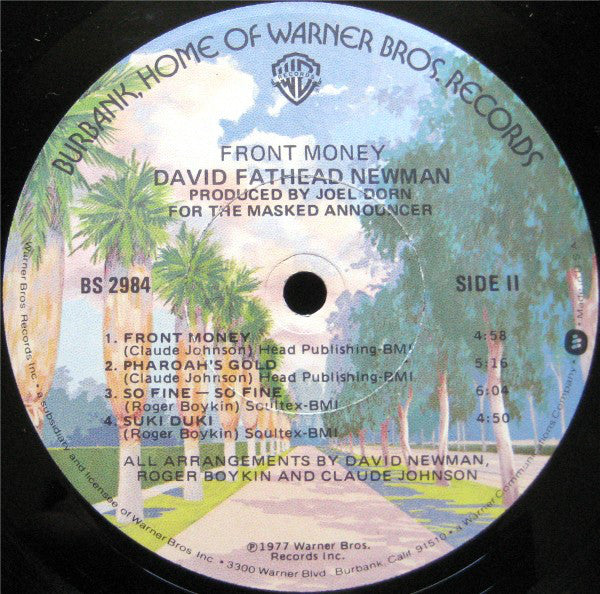 BURBANK, HOME OF WARNER BROS. RECORDS
RECORDS
FRONT MONEY
DAVID FATHEAD NEWMAN
PRODUCED BY JOEL DORN
FOR THE MASKED ANNOUNCER
BS 2984
SIDE II
1. FRONT MONEY 4:58
(Claude Johnson) Head Publishing-BMI
2. PHAROAH'S GOLD 5:16
(Claude Johnson) Head Publishing-BMI
3. SO FINE — SO FINE 6:04
(Roger Boykin) Soultex-BMI
4. SUKI DUKI 4:50
(Roger Boykin) Soultex-BMI
ALL ARRANGEMENTS BY DAVID NEWMAN,
ROGER BOYKIN AND CLAUDE JOHNSON
℗1977 Warner Bros.
Records Inc.
Warner Bros Records Inc. • a subsidiary and licensee of Warner Bros Inc • 3300 Warner Blvd Burbank, Calif 91510 • a Warner Communications Company • Made in U S A